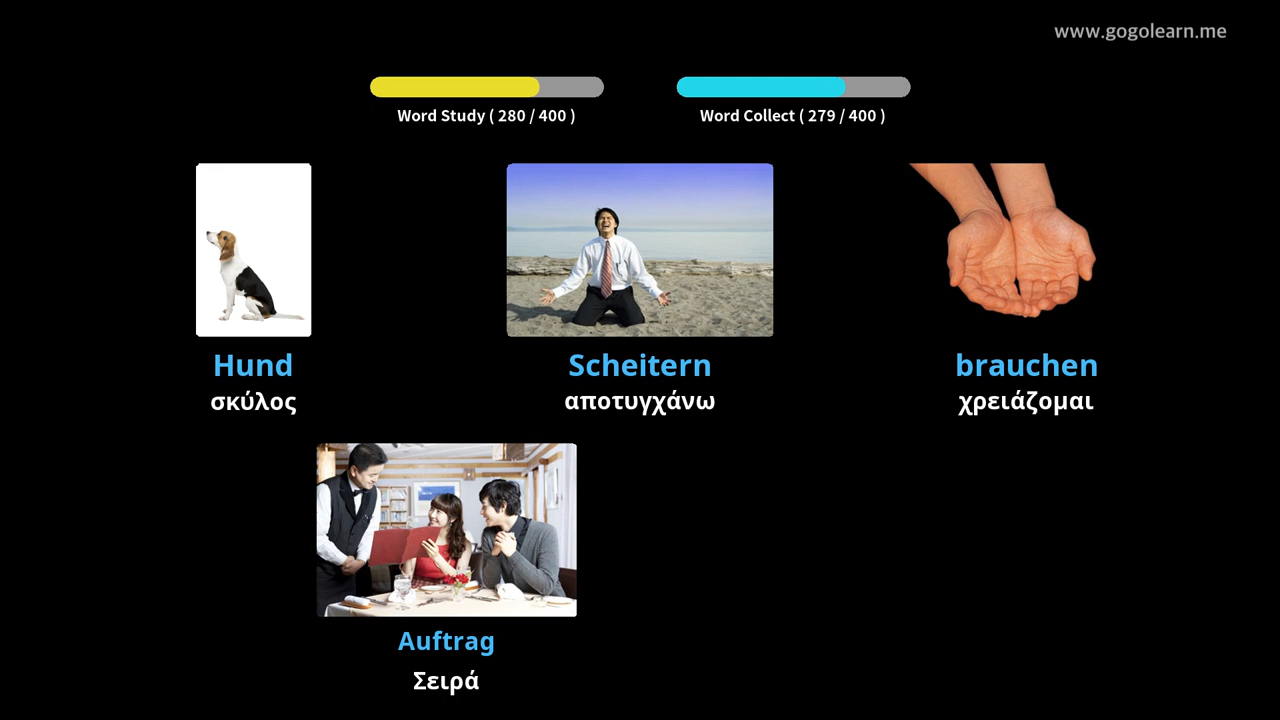 www.gogolearn.me
Word Study ( 280 / 400 )
Word Collect ( 279 / 400 )
Hund
σκύλος
Scheitern
αποτυγχάνω
brauchen
χρειάζομαι
Auftrag
Σειρά